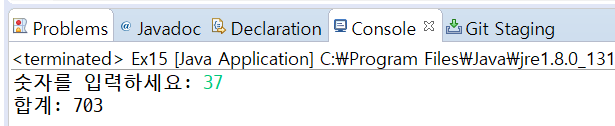 Problems @ Javadoc Declaration Console Git Staging
<terminated> Ex15 [Java Application] C:₩Program Files₩Java₩jre1.8.0_131
숫자를 입력하세요: 37
합계: 703